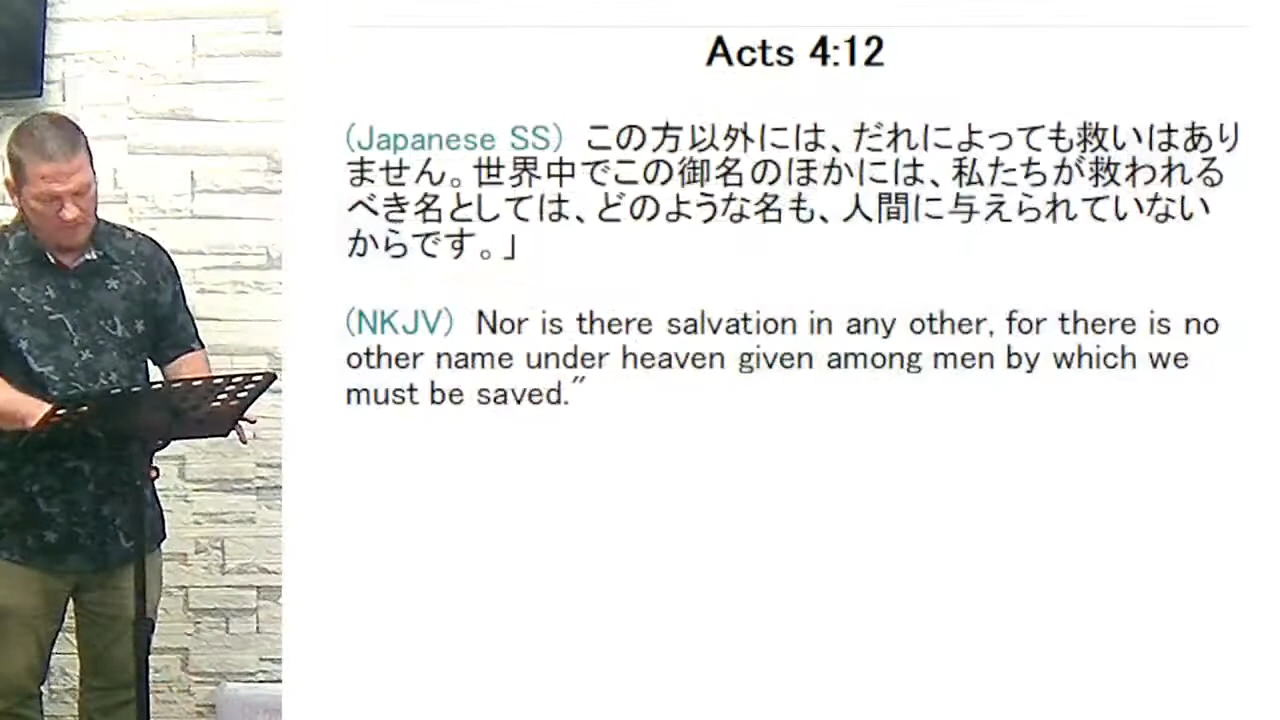 Acts 4:12
(Japanese SS) この方以外には、だれによっても救いはあり
ません。世界中でこの御名のほかには、私たちが救われる
べき名としては、どのような名も、人間に与えられていない
からです。」
(NKJV) Nor is there salvation in any other, for there is no
other name under heaven given among men by which we
must be saved."